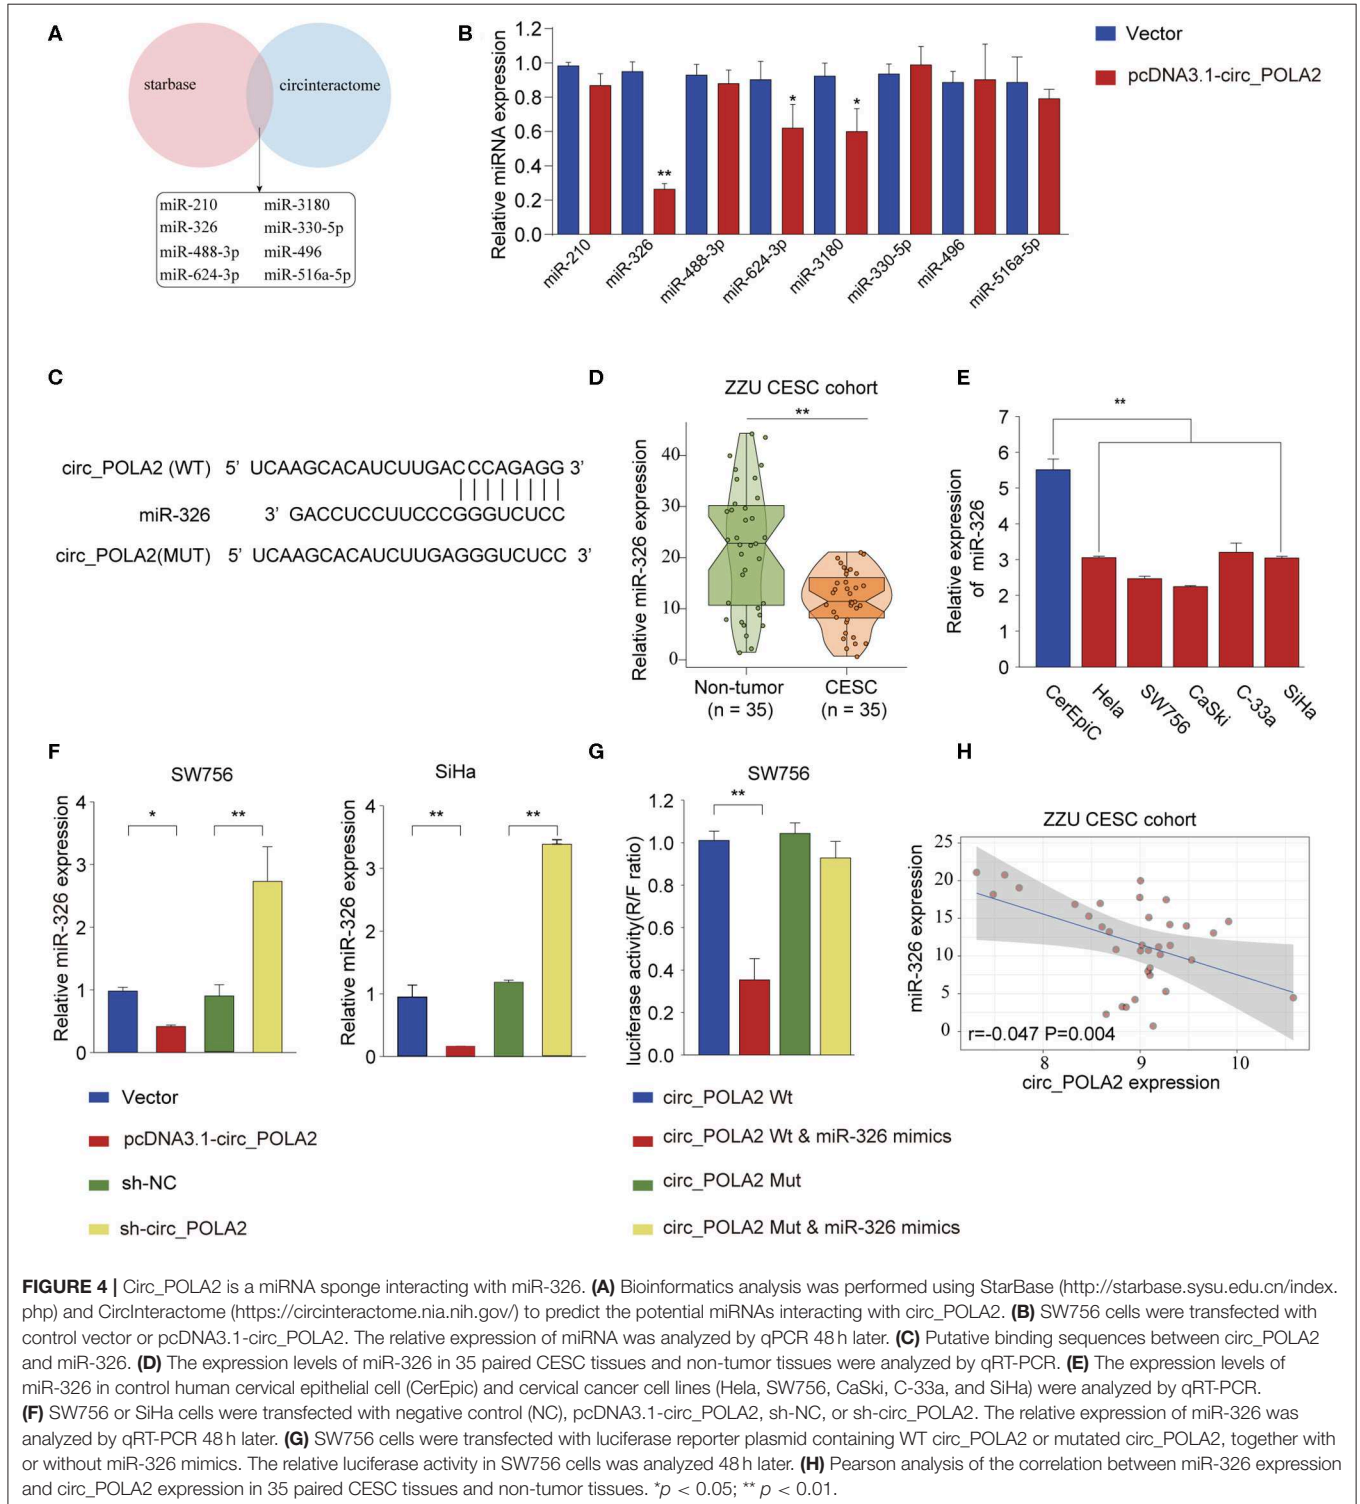 A
starbase
circinteractome
miR-210 miR-3180
miR-326 miR-330-5p
miR-488-3p miR-496
miR-624-3p miR-516a-5p
B
Relative miRNA expression
1.2
1.0
0.8
0.6
0.4
0.2
0.0
**
*
*
miR-210
miR-326
miR-488-3p
miR-624-3p
miR-3180
miR-330-5p
miR-496
miR-516a-5p
Vector
pcDNA3.1-circ_POLA2
C
circ_POLA2 (WT) 5' UCAAGCACAUCUUGACCCAGAGG 3'
miR-326 3' GACCUCCUUCCCGGGUCUCC
circ_POLA2(MUT) 5' UCAAGCACAUCUUGAGGGUCUCC 3'
D
ZZU CESC cohort
**
Relative miR-326 expression
40
30
20
10
0
Non-tumor
(n = 35)
CESC
(n = 35)
E
**
Relative expression
of miR-326
7
6
5
4
3
2
1
0
CerEpiC
Hela
SW756
CaSki
C-33a
SiHa
F
SW756
Relative miR-326 expression
4
3
2
1
0
*
**
SiHa
Relative miR-326 expression
4
3
2
1
0
**
**
Vector
pcDNA3.1-circ_POLA2
sh-NC
sh-circ_POLA2
G
SW756
luciferase activity(R/F ratio)
1.2
1.0
0.8
0.6
0.4
0.2
0.0
**
circ_POLA2 Wt
circ_POLA2 Wt & miR-326 mimics
circ_POLA2 Mut
circ_POLA2 Mut & miR-326 mimics
H
ZZU CESC cohort
miR-326 expression
25
20
15
10
5
0
r=-0.047 P=0.004
8 9 10
circ_POLA2 expression
FIGURE 4 | Circ_POLA2 is a miRNA sponge interacting with miR-326. (A) Bioinformatics analysis was performed using StarBase (http://starbase.sysu.edu.cn/index.
php) and CircInteractome (https://circinteractome.nia.nih.gov/) to predict the potential miRNAs interacting with circ_POLA2. (B) SW756 cells were transfected with
control vector or pcDNA3.1-circ_POLA2. The relative expression of miRNA was analyzed by qPCR 48 h later. (C) Putative binding sequences between circ_POLA2
and miR-326. (D) The expression levels of miR-326 in 35 paired CESC tissues and non-tumor tissues were analyzed by qRT-PCR. (E) The expression levels of
miR-326 in control human cervical epithelial cell (CerEpic) and cervical cancer cell lines (Hela, SW756, CaSki, C-33a, and SiHa) were analyzed by qRT-PCR.
(F) SW756 or SiHa cells were transfected with negative control (NC), pcDNA3.1-circ_POLA2, sh-NC, or sh-circ_POLA2. The relative expression of miR-326 was
analyzed by qRT-PCR 48 h later. (G) SW756 cells were transfected with luciferase reporter plasmid containing WT circ_POLA2 or mutated circ_POLA2, together with
or without miR-326 mimics. The relative luciferase activity in SW756 cells was analyzed 48 h later. (H) Pearson analysis of the correlation between miR-326 expression
and circ_POLA2 expression in 35 paired CESC tissues and non-tumor tissues. *p < 0.05; ** p < 0.01.